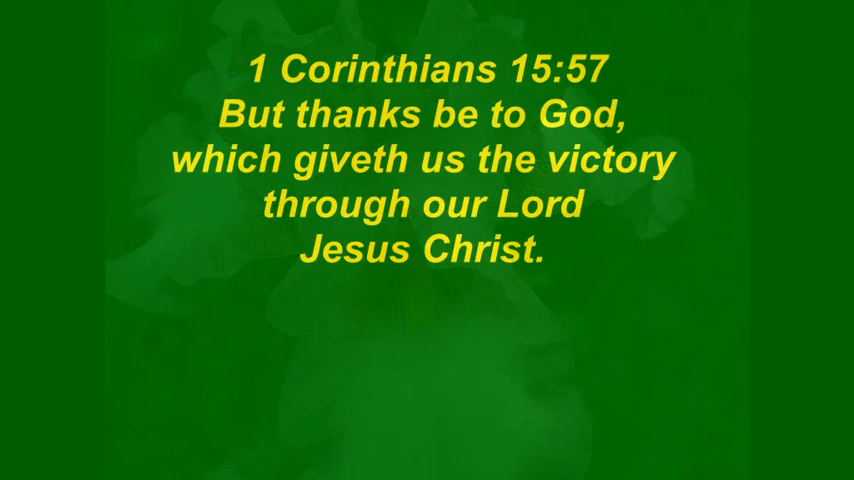 1 Corinthians 15:57
But thanks be to God,
which giveth us the victory
through our Lord
Jesus Christ.